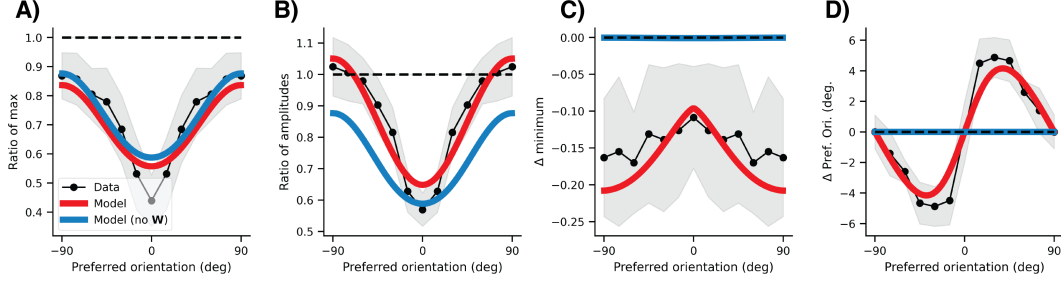 A)
Ratio of max
1.0
0.9
0.8
0.7
0.6
0.5
0.4
Data
Model
Model (no W)
−90
0
90
Preferred orientation (deg)
B)
Ratio of amplitudes
1.1
1.0
0.9
0.8
0.7
0.6
0.5
−90
0
90
Preferred orientation (deg)
C)
Δ minimum
0.00
−0.05
−0.10
−0.15
−0.20
−0.25
−90
0
90
Preferred orientation (deg)
D)
Δ Pref. Ori. (deg.
6
4
2
0
−2
−4
−6
−90
0
90
Preferred orientation (deg)